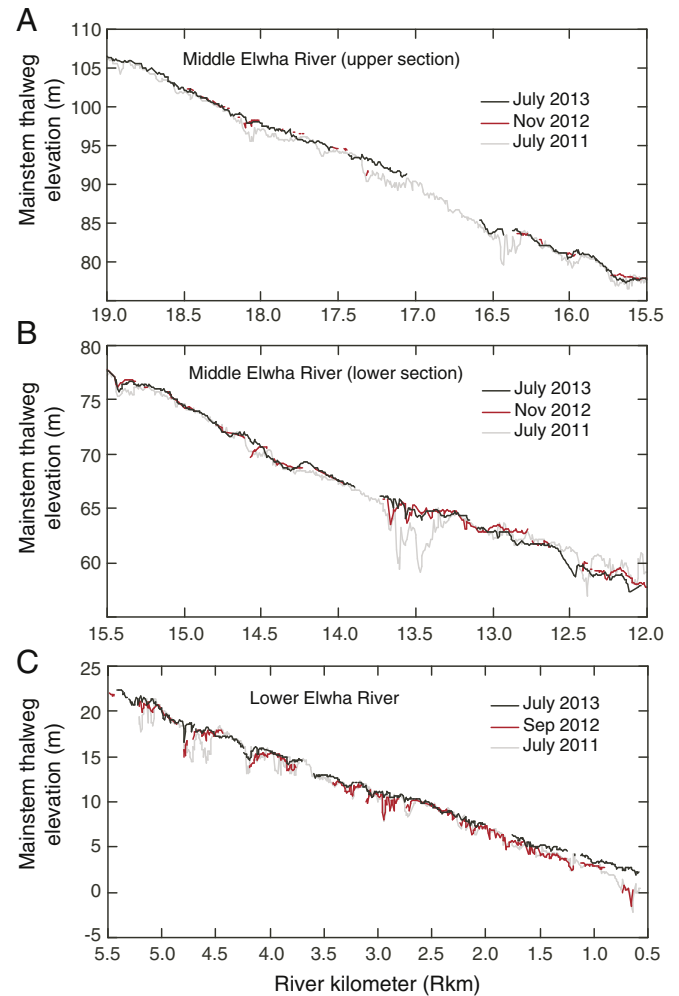 A
Middle Elwha River (upper section)
July 2013
Nov 2012
July 2011
Mainstem thalweg
elevation (m)
110
105
100
95
90
85
80
19.0 18.5 18.0 17.5 17.0 16.5 16.0 15.5
B
Middle Elwha River (lower section)
July 2013
Nov 2012
July 2011
Mainstem thalweg
elevation (m)
80
75
70
65
60
15.5 15.0 14.5 14.0 13.5 13.0 12.5 12.0
C
Lower Elwha River
July 2013
Sep 2012
July 2011
Mainstem thalweg
elevation (m)
25
20
15
10
5
0
-5
5.5 5.0 4.5 4.0 3.5 3.0 2.5 2.0 1.5 1.0 0.5
River kilometer (Rkm)